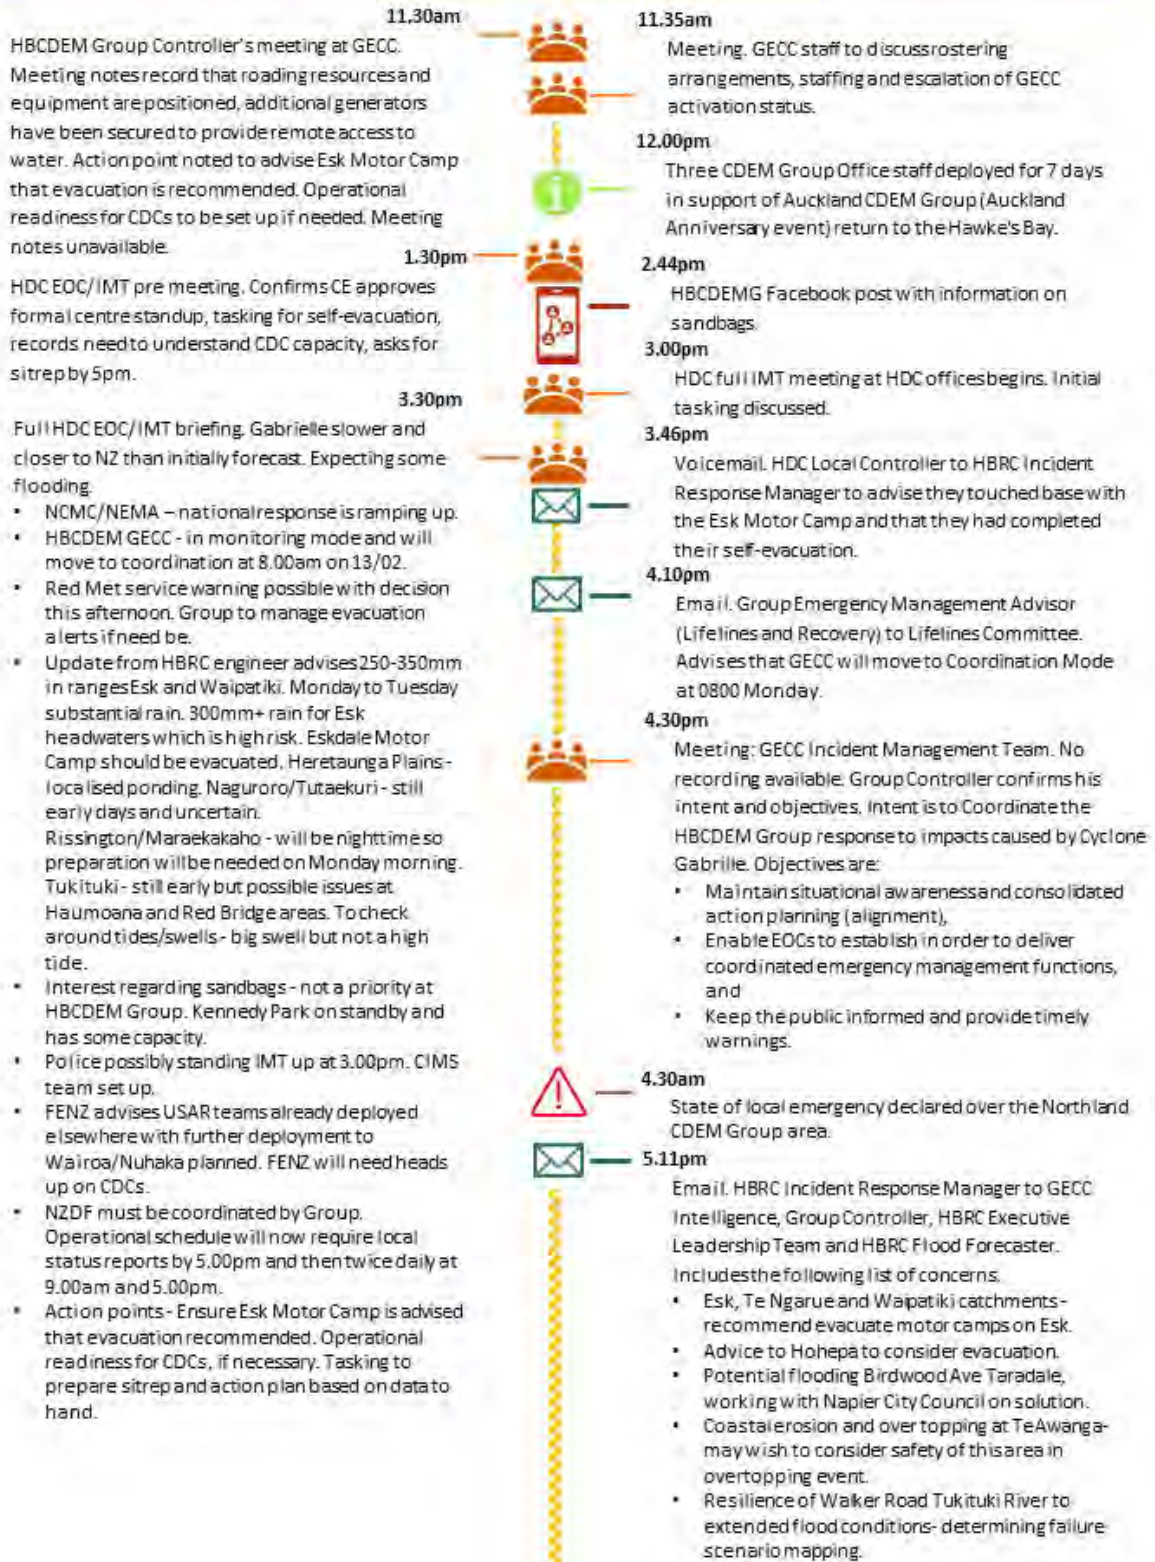 11.30am
HBCDEM Group Controller's meeting at GECC.
Meeting notes record that roading resources and
equipment are positioned, additional generators
have been secured to provide remote access to
water. Action point noted to advise Esk Motor Camp
that evacuation is recommended. Operational
readiness for CDCs to be set up if needed. Meeting
notes unavailable.
1.30pm
HDC EOC/IMT pre meeting. Confirms CE approves
formal centre standup, tasking for self-evacuation,
records need to understand CDC capacity, asks for
sitrep by 5pm.
3.30pm
Full HDC EOC/IMT briefing. Gabrielle slower and
closer to NZ than initially forecast. Expecting some
flooding.
• NCMC/NEMA – national response is ramping up.
• HBCDEM GECC - in monitoring mode and will
move to coordination at 8.00am on 13/02.
• Red Met service warning possible with decision
this afternoon. Group to manage evacuation
alerts if need be.
• Update from HBRC engineer advises 250-350mm
in ranges Esk and Waipatiki. Monday to Tuesday
substantial rain. 300mm+ rain for Esk
headwaters which is high risk. Eskdale Motor
Camp should be evacuated. Heretaunga Plains -
localised ponding. Naguroro/Tutaekuri - still
early days and uncertain.
Rissington/Maraekakaho - will be nighttime so
preparation will be needed on Monday morning.
Tukituki - still early but possible issues at
Haumoana and Red Bridge areas. To check
around tides/swells - big swell but not a high
tide.
• Interest regarding sandbags - not a priority at
HBCDEM Group. Kennedy Park on standby and
has some capacity.
• Police possibly standing IMT up at 3.00pm. CIMS
team set up.
• FENZ advises USAR teams already deployed
elsewhere with further deployment to
Wairoa/Nuhaka planned. FENZ will need heads
up on CDCs.
• NZDF must be coordinated by Group.
Operational schedule will now require local
status reports by 5.00pm and then twice daily at
9.00am and 5.00pm.
• Action points - Ensure Esk Motor Camp is advised
that evacuation recommended. Operational
readiness for CDCs, if necessary. Tasking to
prepare sitrep and action plan based on data to
hand.
11.35am
Meeting. GECC staff to discuss rostering
arrangements, staffing and escalation of GECC
activation status.
12.00pm
Three CDEM Group Office staff deployed for 7 days
in support of Auckland CDEM Group (Auckland
Anniversary event) return to the Hawke's Bay.
2.44pm
HBCDEMG Facebook post with information on
sandbags.
3.00pm
HDC full IMT meeting at HDC offices begins. Initial
tasking discussed.
3.46pm
Voicemail. HDC Local Controller to HBRC Incident
Response Manager to advise they touched base with
the Esk Motor Camp and that they had completed
their self-evacuation.
4.10pm
Email. Group Emergency Management Advisor
(Lifelines and Recovery) to Lifelines Committee.
Advises that GECC will move to Coordination Mode
at 0800 Monday.
4.30pm
Meeting: GECC Incident Management Team. No
recording available. Group Controller confirms his
intent and objectives. Intent is to Coordinate the
HBCDEM Group response to impacts caused by Cyclone
Gabrille. Objectives are:
• Maintain situational awareness and consolidated
action planning (alignment),
• Enable EOCs to establish in order to deliver
coordinated emergency management functions,
and
• Keep the public informed and provide timely
warnings.
4.30am
State of local emergency declared over the Northland
CDEM Group area.
5.11pm
Email. HBRC Incident Response Manager to GECC
Intelligence, Group Controller, HBRC Executive
Leadership Team and HBRC Flood Forecaster.
Includes the following list of concerns.
• Esk, Te Ngarue and Waipatiki catchments -
recommend evacuate motor camps on Esk.
• Advice to Hohepa to consider evacuation.
• Potential flooding Birdwood Ave Taradale,
working with Napier City Council on solution.
• Coastal erosion and over topping at Te Awanga-
may wish to consider safety of this area in
overtopping event.
• Resilience of Walker Road Tukituki River to
extended flood conditions- determining failure
scenario mapping.